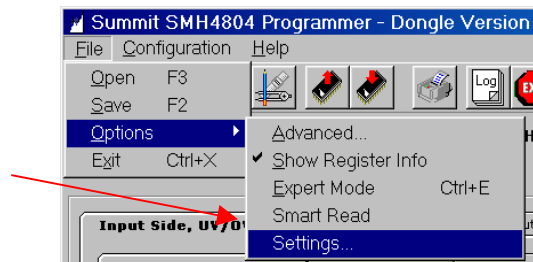 Summit SMH4804 Programmer - Dongle Version
File Configuration Help
Open F3
Save F2
Options
Exit Ctrl+X
Log
EX
Advanced...
Show Register Info
Expert Mode Ctrl+E
Smart Read
Settings...
Input Side, UV/O